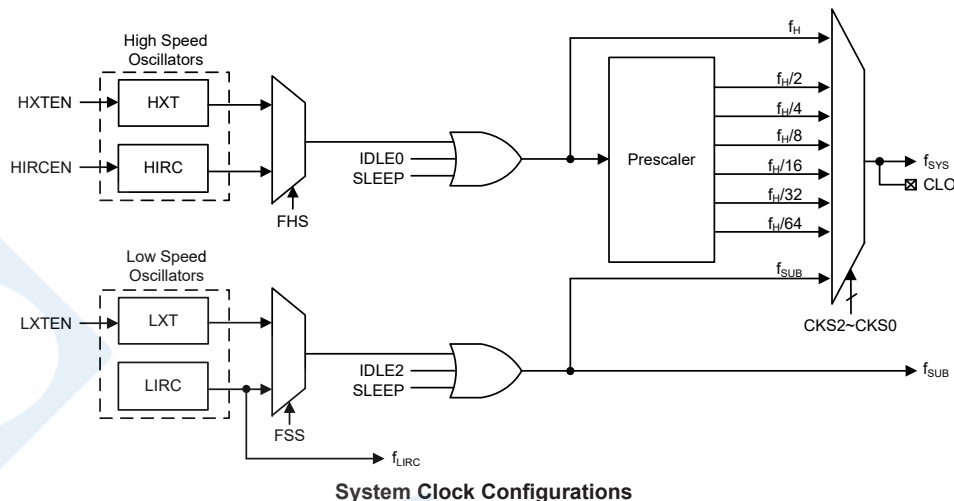 High Speed
Oscillators
HXTEN
HXT
HIRCEN
HIRC
FHS
IDLE0
SLEEP
Prescaler
fH
fH/2
fH/4
fH/8
fH/16
fH/32
fH/64
fSUB
fSYS
CLO
CKS2~CKS0
Low Speed
Oscillators
LXTEN
LXT
LIRC
FSS
IDLE2
SLEEP
fSUB
fLIRC
System Clock Configurations